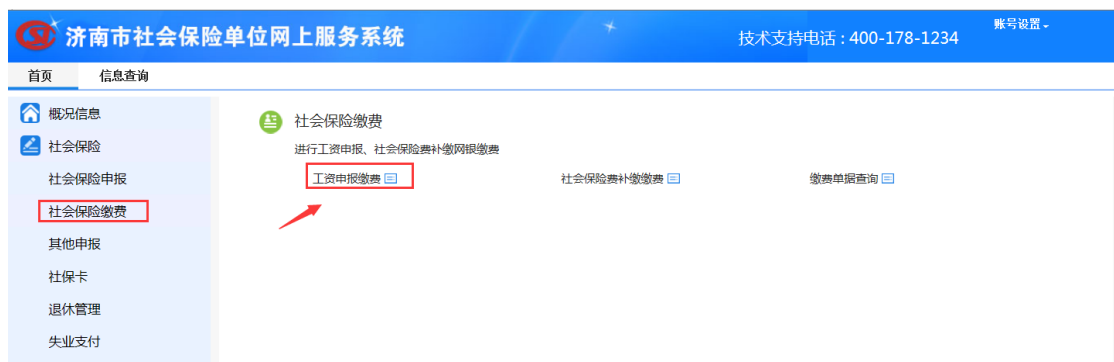 济南市社会保险单位网上服务系统
技术支持电话：400-178-1234
账号设置
首页 信息查询
概况信息
社会保险
社会保险申报
社会保险缴费
其他申报
社保卡
退休管理
失业支付
社会保险缴费
进行工资申报、社会保险费补缴网银缴费
工资申报缴费 社会保险费补缴缴费 缴费单据查询